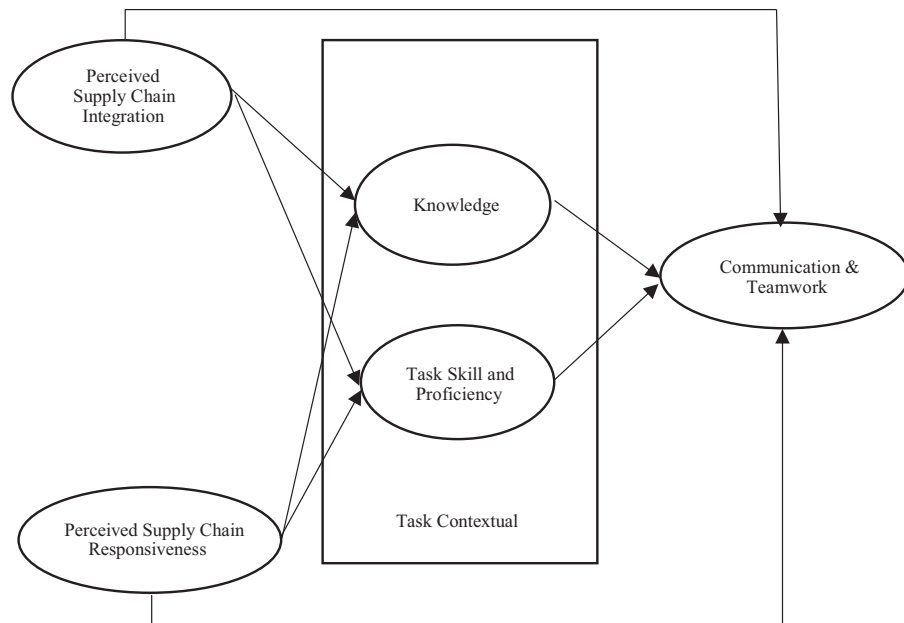 Perceived
Supply Chain
Integration
Knowledge
Communication &
Teamwork
Task Skill and
Proficiency
Task Contextual
Perceived Supply Chain
Responsiveness